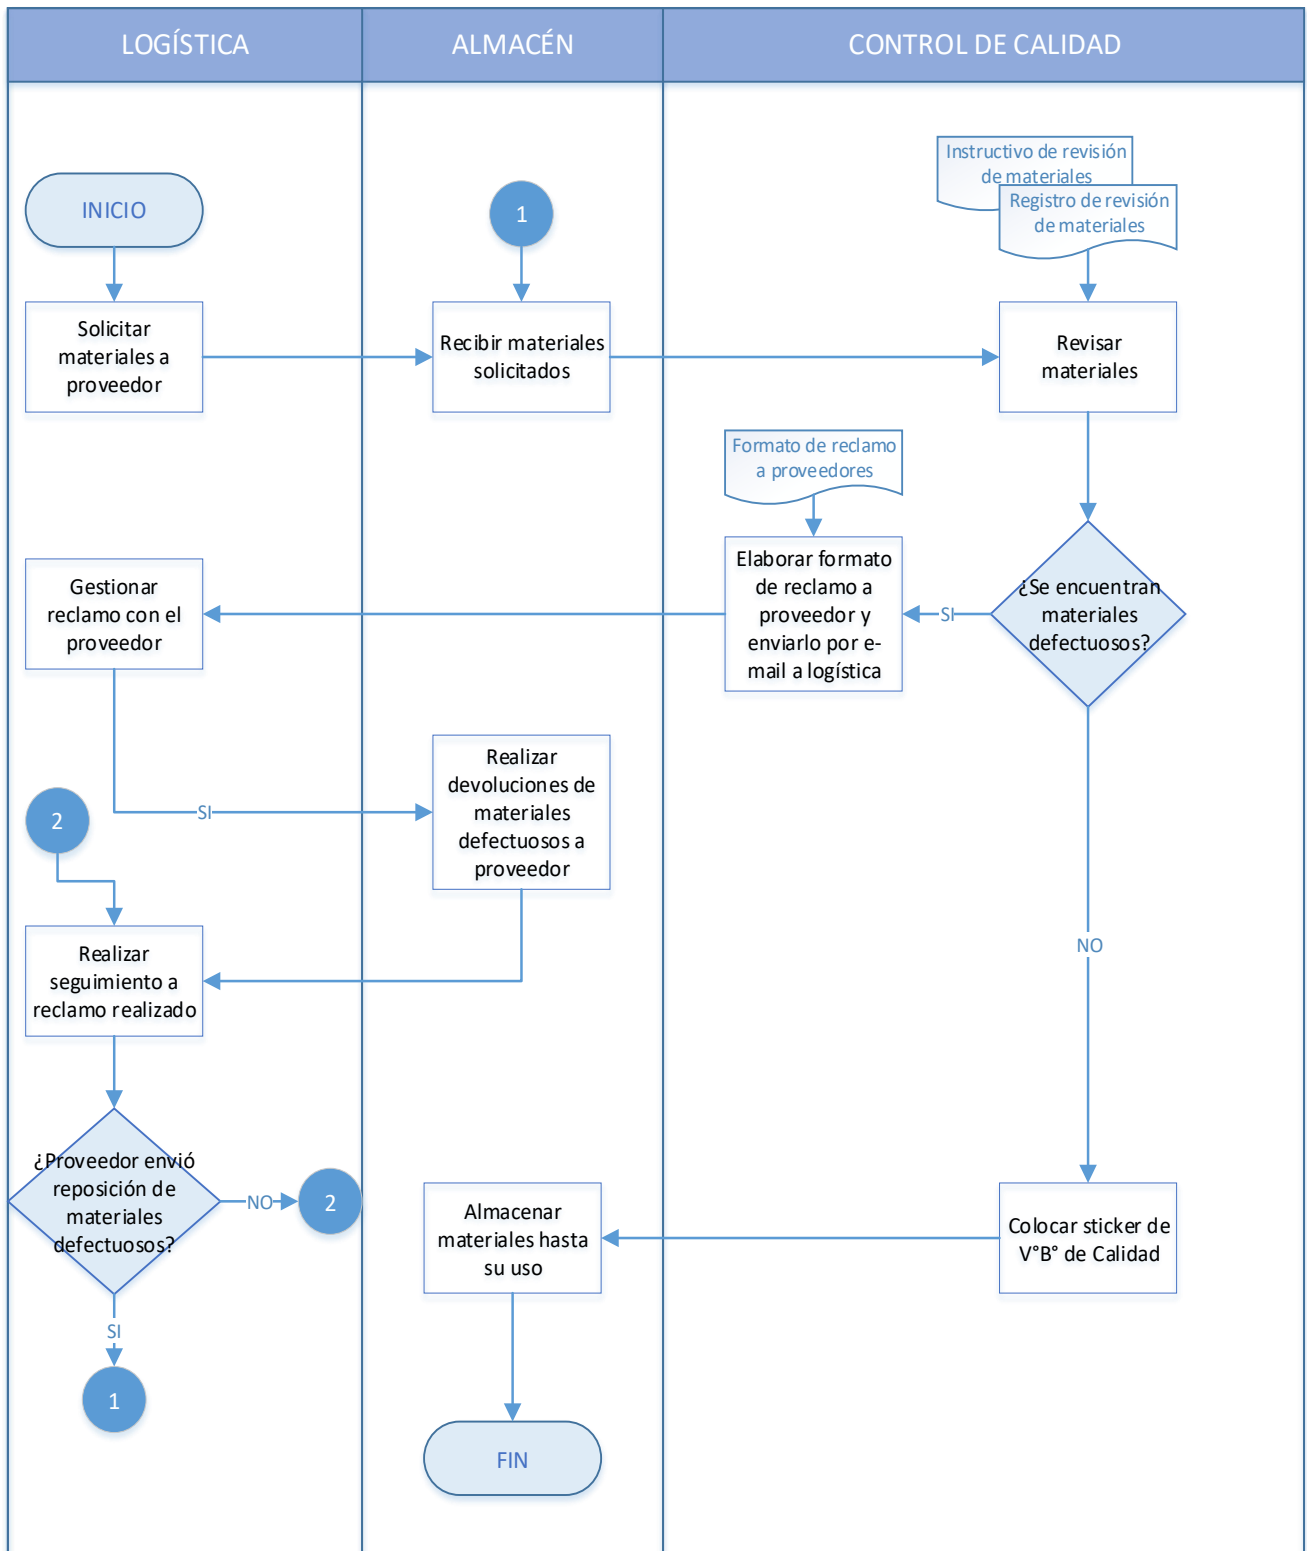 LOGÍSTICA
ALMACÉN
CONTROL DE CALIDAD
INICIO
1
Instructivo de revisión
de materiales
Registro de revisión
de materiales
Solicitar
materiales a
proveedor
Recibir materiales
solicitados
Revisar
materiales
Formato de reclamo
a proveedores
Gestionar
reclamo con el
proveedor
Elaborar formato
de reclamo a
proveedor y
enviarlo por e-
mail a logística
SI
¿Se encuentran
materiales
defectuosos?
SI
Realizar
devoluciones de
materiales
defectuosos a
proveedor
2
Realizar
seguimiento a
reclamo realizado
NO
¿Proveedor envió
reposición de
materiales
defectuosos?
NO
2
Almacenar
materiales hasta
su uso
Colocar sticker de
V°B° de Calidad
SI
1
FIN